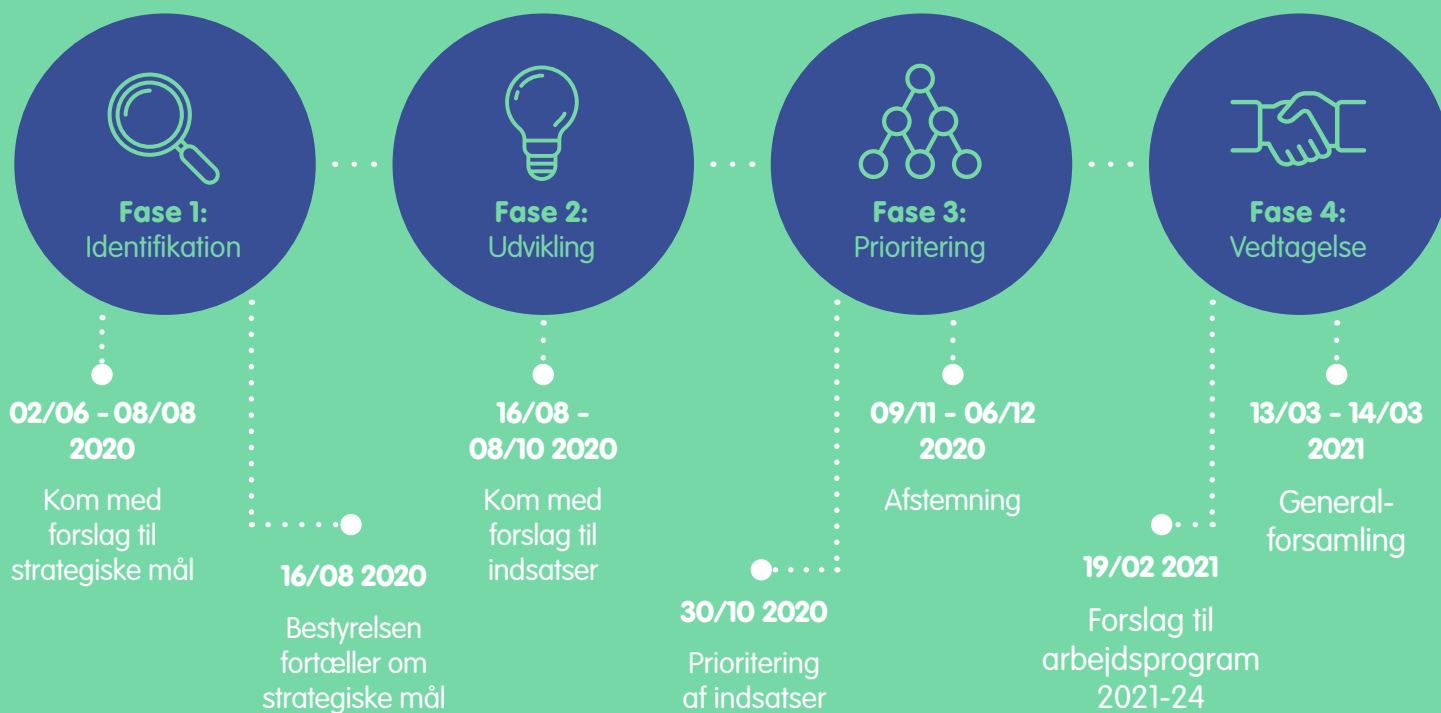 Fase 1:
Identifikation
02/06 - 08/08
2020
Kom med
forslag til
strategiske mål
16/08 2020
Bestyrelsen
fortæller om
strategiske mål
Fase 2:
Udvikling
16/08 -
08/10 2020
Kom med
forslag til
indsatser
Fase 3:
Prioritering
30/10 2020
Prioritering
af indsatser
09/11 - 06/12
2020
Afstemning
Fase 4:
Vedtagelse
19/02 2021
Forslag til
arbejdsprogram
2021-24
13/03 - 14/03
2021
General-
forsamling